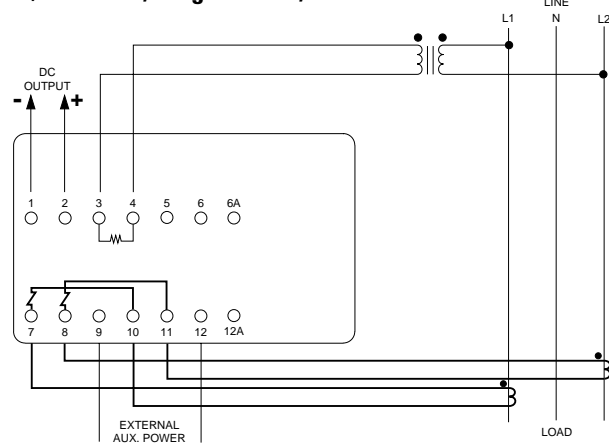 LINE
L1 N L2
DC
OUTPUT
- +
1 2 3 4 5 6 6A
7 8 9 10 11 12 12A
EXTERNAL
AUX. POWER
LOAD